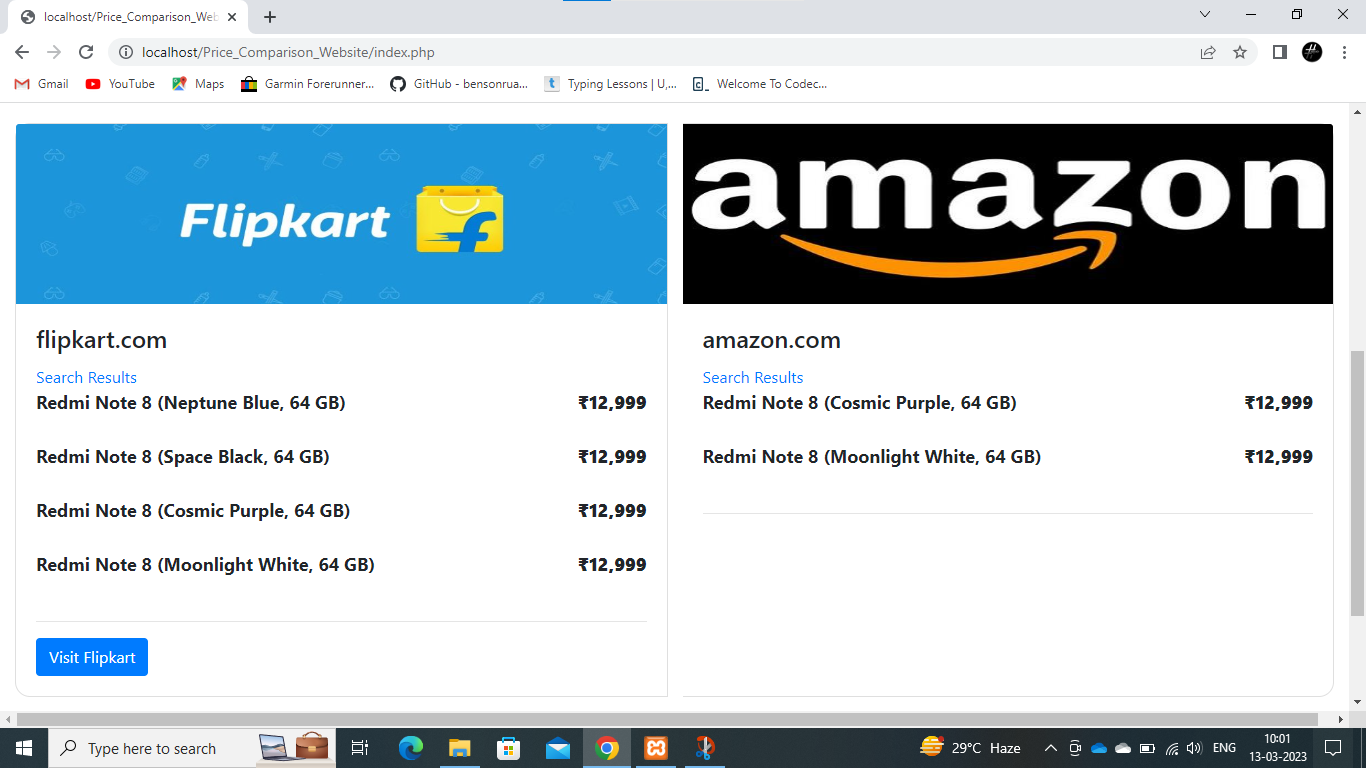 localhost/Price_Comparison_Web
localhost/Price_Comparison_Website/index.php
Gmail
YouTube
Maps
Garmin Forerunner...
GitHub - bensonrua...
Typing Lessons | U,...
Welcome To Codec...
Flipkart
amazon
flipkart.com
Search Results
Redmi Note 8 (Neptune Blue, 64 GB) ₹12,999
Redmi Note 8 (Space Black, 64 GB) ₹12,999
Redmi Note 8 (Cosmic Purple, 64 GB) ₹12,999
Redmi Note 8 (Moonlight White, 64 GB) ₹12,999
Visit Flipkart
amazon.com
Search Results
Redmi Note 8 (Cosmic Purple, 64 GB) ₹12,999
Redmi Note 8 (Moonlight White, 64 GB) ₹12,999
Type here to search
29°C Haze
ENG
10:01
13-03-2023